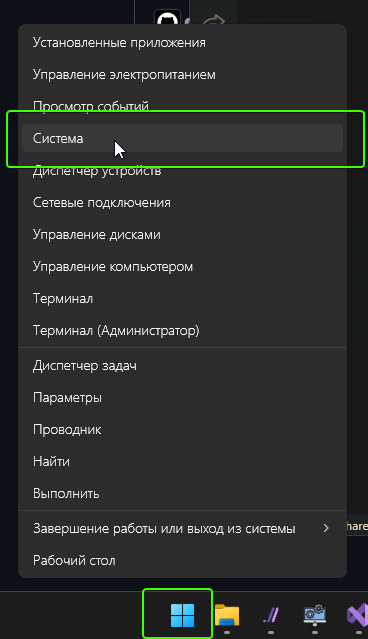 Установленные приложения
Управление электропитанием
Просмотр событий
Система
Диспетчер устройств
Сетевые подключения
Управление дисками
Управление компьютером
Терминал
Терминал (Администратор)
Диспетчер задач
Параметры
Проводник
Найти
Выполнить
Завершение работы или выход из системы
hare
Рабочий стол